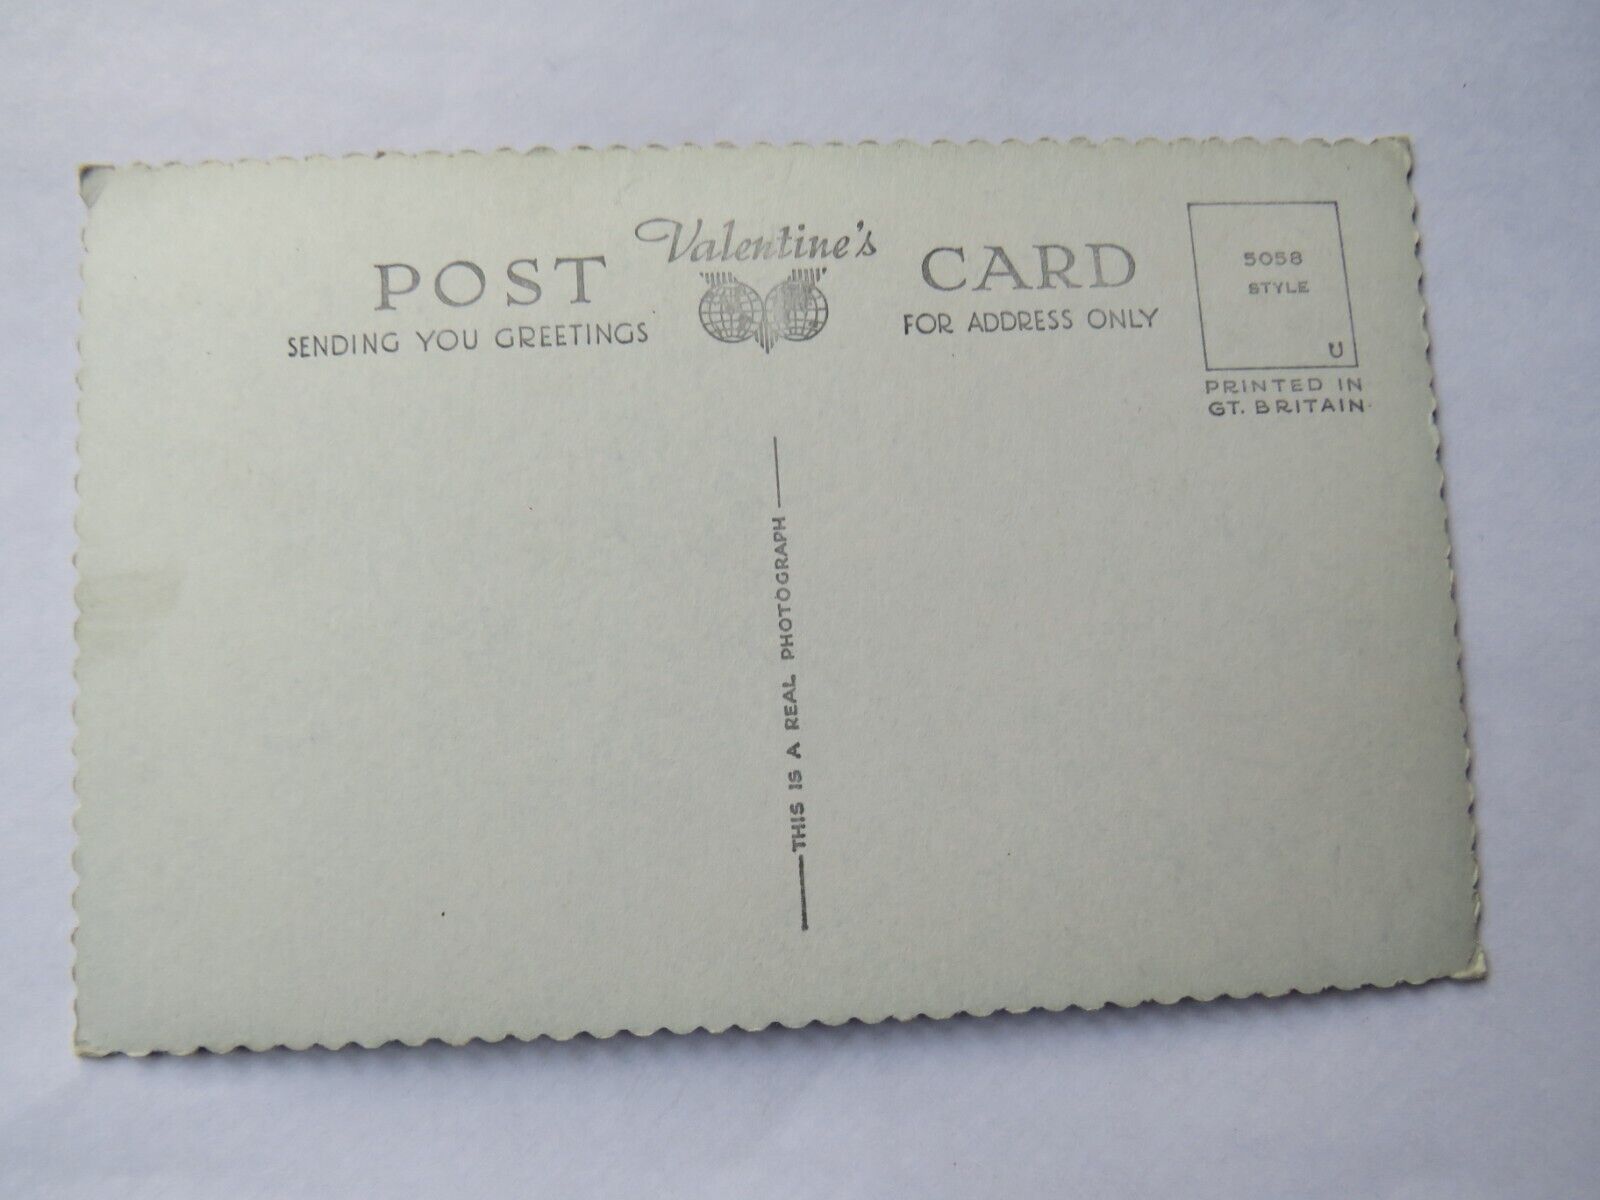 Valentine's
POST CARD
SENDING YOU GREETINGS
FOR ADDRESS ONLY
5058
STYLE
U
PRINTED IN
GT. BRITAIN
THIS IS A REAL PHOTOGRAPH